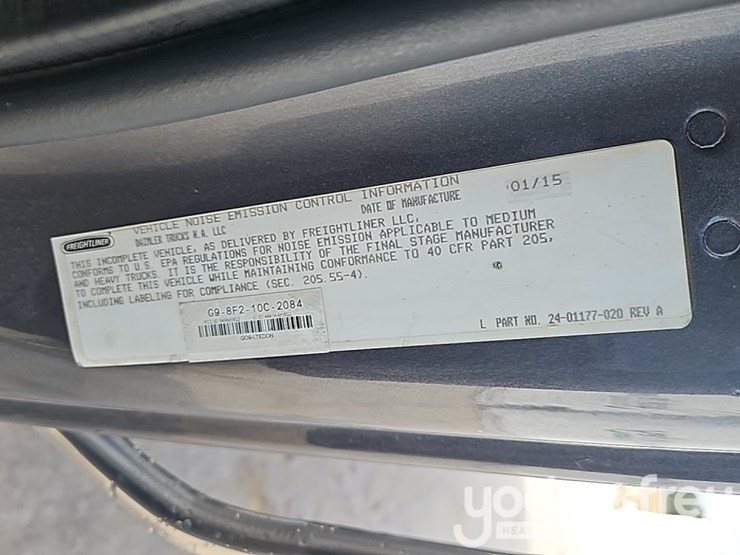 FREIGHTLINER
VEHICLE NOISE EMISSION CONTROL INFORMATION
DAIMLER TRUCKS N.A. LLC
DATE OF MANUFACTURE
01/15
THIS INCOMPLETE VEHICLE, AS DELIVERED BY FREIGHTLINER LLC,
CONFORMS TO U.S. EPA REGULATIONS FOR NOISE EMISSION APPLICABLE TO MEDIUM
AND HEAVY TRUCKS. IT IS THE RESPONSIBILITY OF THE FINAL STAGE MANUFACTURER
TO COMPLETE THIS VEHICLE WHILE MAINTAINING CONFORMANCE TO 40 CFR PART 205,
INCLUDING LABELING FOR COMPLIANCE (SEC. 205.55-4).
G9-8F2-10C-2084
L PART NO. 24-01177-020 REV A